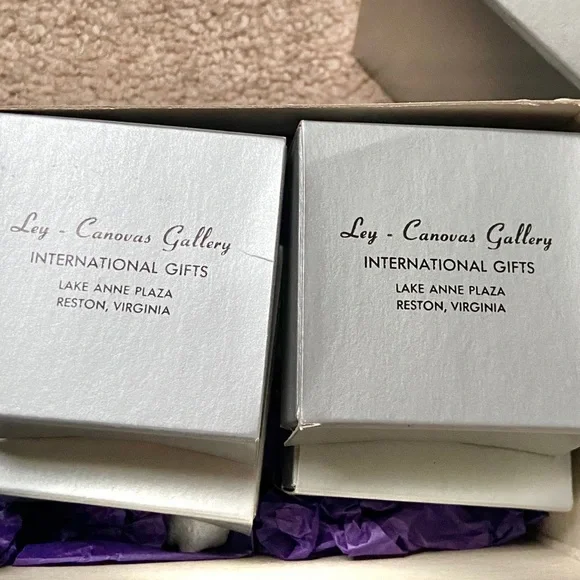 Ley - Canovas Gallery
INTERNATIONAL GIFTS
LAKE ANNE PLAZA
RESTON, VIRGINIA
Ley - Canovas Gallery
INTERNATIONAL GIFTS
LAKE ANNE PLAZA
RESTON, VIRGINIA